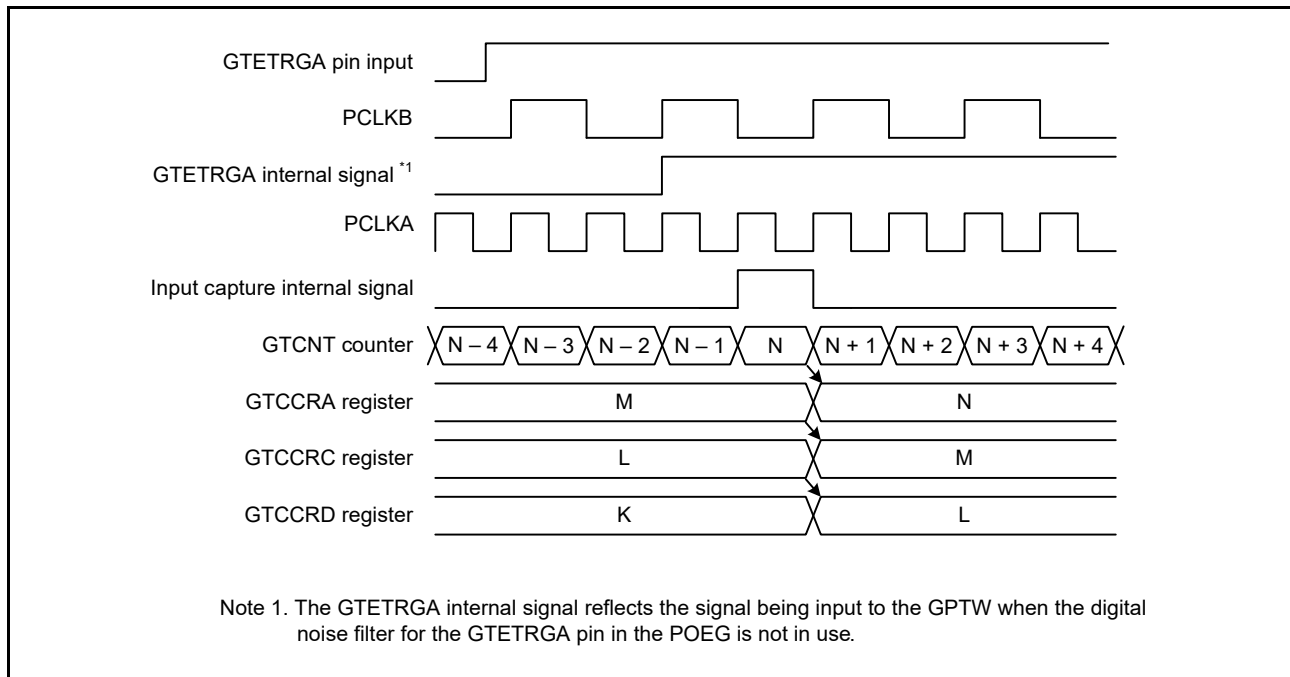 GTETRGA pin input
PCLKB
GTETRGA internal signal *1
PCLKA
Input capture internal signal
GTCNT counter N – 4 N – 3 N – 2 N – 1 N N + 1 N + 2 N + 3 N + 4
GTCCRA register M N
GTCCRC register L M
GTCCRD register K L
Note 1. The GTETRGA internal signal reflects the signal being input to the GPTW when the digital
noise filter for the GTETRGA pin in the POEG is not in use.